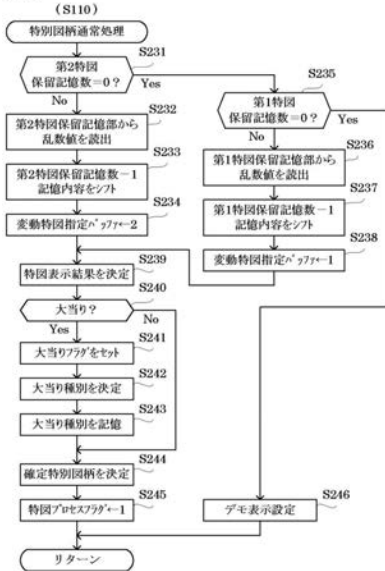 (S110)
特別図柄通常処理
S231
第2特図
保留記憶数=0?
Yes
No
S235
第1特図
保留記憶数=0?
Yes
No
S232
第2特図保留記憶部から
乱数値を読出
S233
第2特図保留記憶数-1
記憶内容をシフト
S234
変動特図指定バッファ←2
S236
第1特図保留記憶部から
乱数値を読出
S237
第1特図保留記憶数-1
記憶内容をシフト
S238
変動特図指定バッファ←1
S239
特図表示結果を決定
S240
大当り?
Yes
No
S241
大当りフラグをセット
S242
大当り種別を決定
S243
大当り種別を記憶
S244
確定特別図柄を決定
S245
特図プロセスフラグ←1
S246
デモ表示設定
リターン